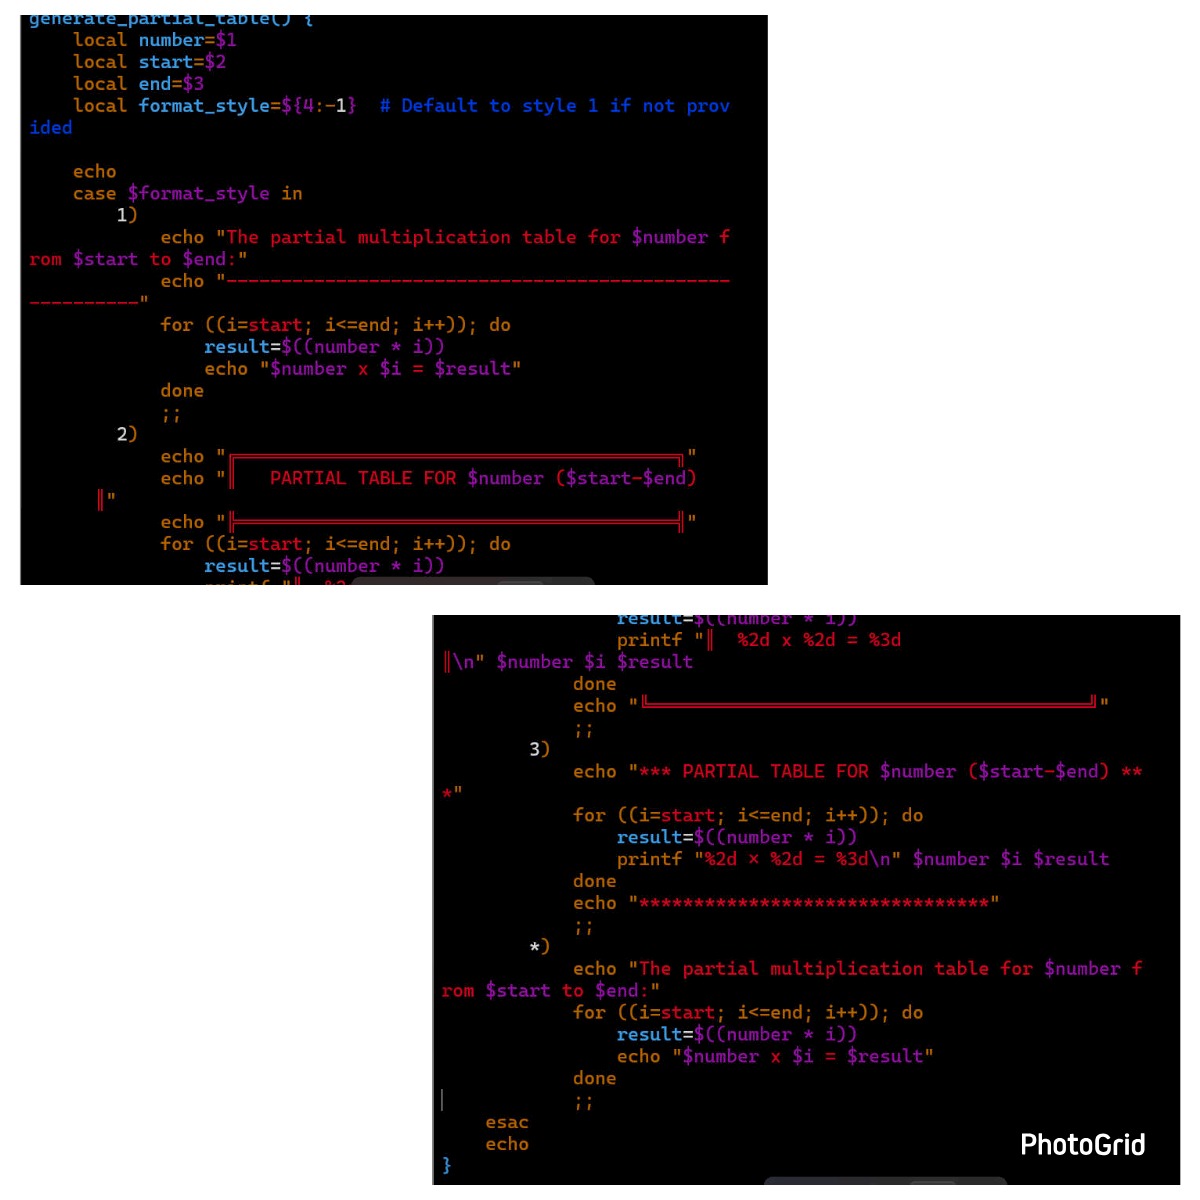 generate_partial_table() {
    local number=$1
    local start=$2
    local end=$3
    local format_style=${4:-1}  # Default to style 1 if not prov
ided

    echo
    case $format_style in
        1)
            echo "The partial multiplication table for $number f
rom $start to $end:"
            echo "----------------------------------------------
----------"
            for ((i=start; i<=end; i++)); do
                result=$((number * i))
                echo "$number x $i = $result"
            done
            ;;
        2)
            echo "╔═════════════════════════════════════════╗"
            echo "║   PARTIAL TABLE FOR $number ($start-$end)
      ║"
            echo "╠═════════════════════════════════════════╣"
            for ((i=start; i<=end; i++)); do
                result=$((number * i))
                printf "║  %2
                result=$((number * i))
                printf "║  %2d x %2d = %3d
║\n" $number $i $result
            done
            echo "╚═════════════════════════════════════════╝"
            ;;
        3)
            echo "*** PARTIAL TABLE FOR $number ($start-$end) **
*"
            for ((i=start; i<=end; i++)); do
                result=$((number * i))
                printf "%2d × %2d = %3d\n" $number $i $result
            done
            echo "********************************"
            ;;
        *)
            echo "The partial multiplication table for $number f
rom $start to $end:"
            for ((i=start; i<=end; i++)); do
                result=$((number * i))
                echo "$number x $i = $result"
            done
            ;;
    esac
    echo
}
PhotoGrid